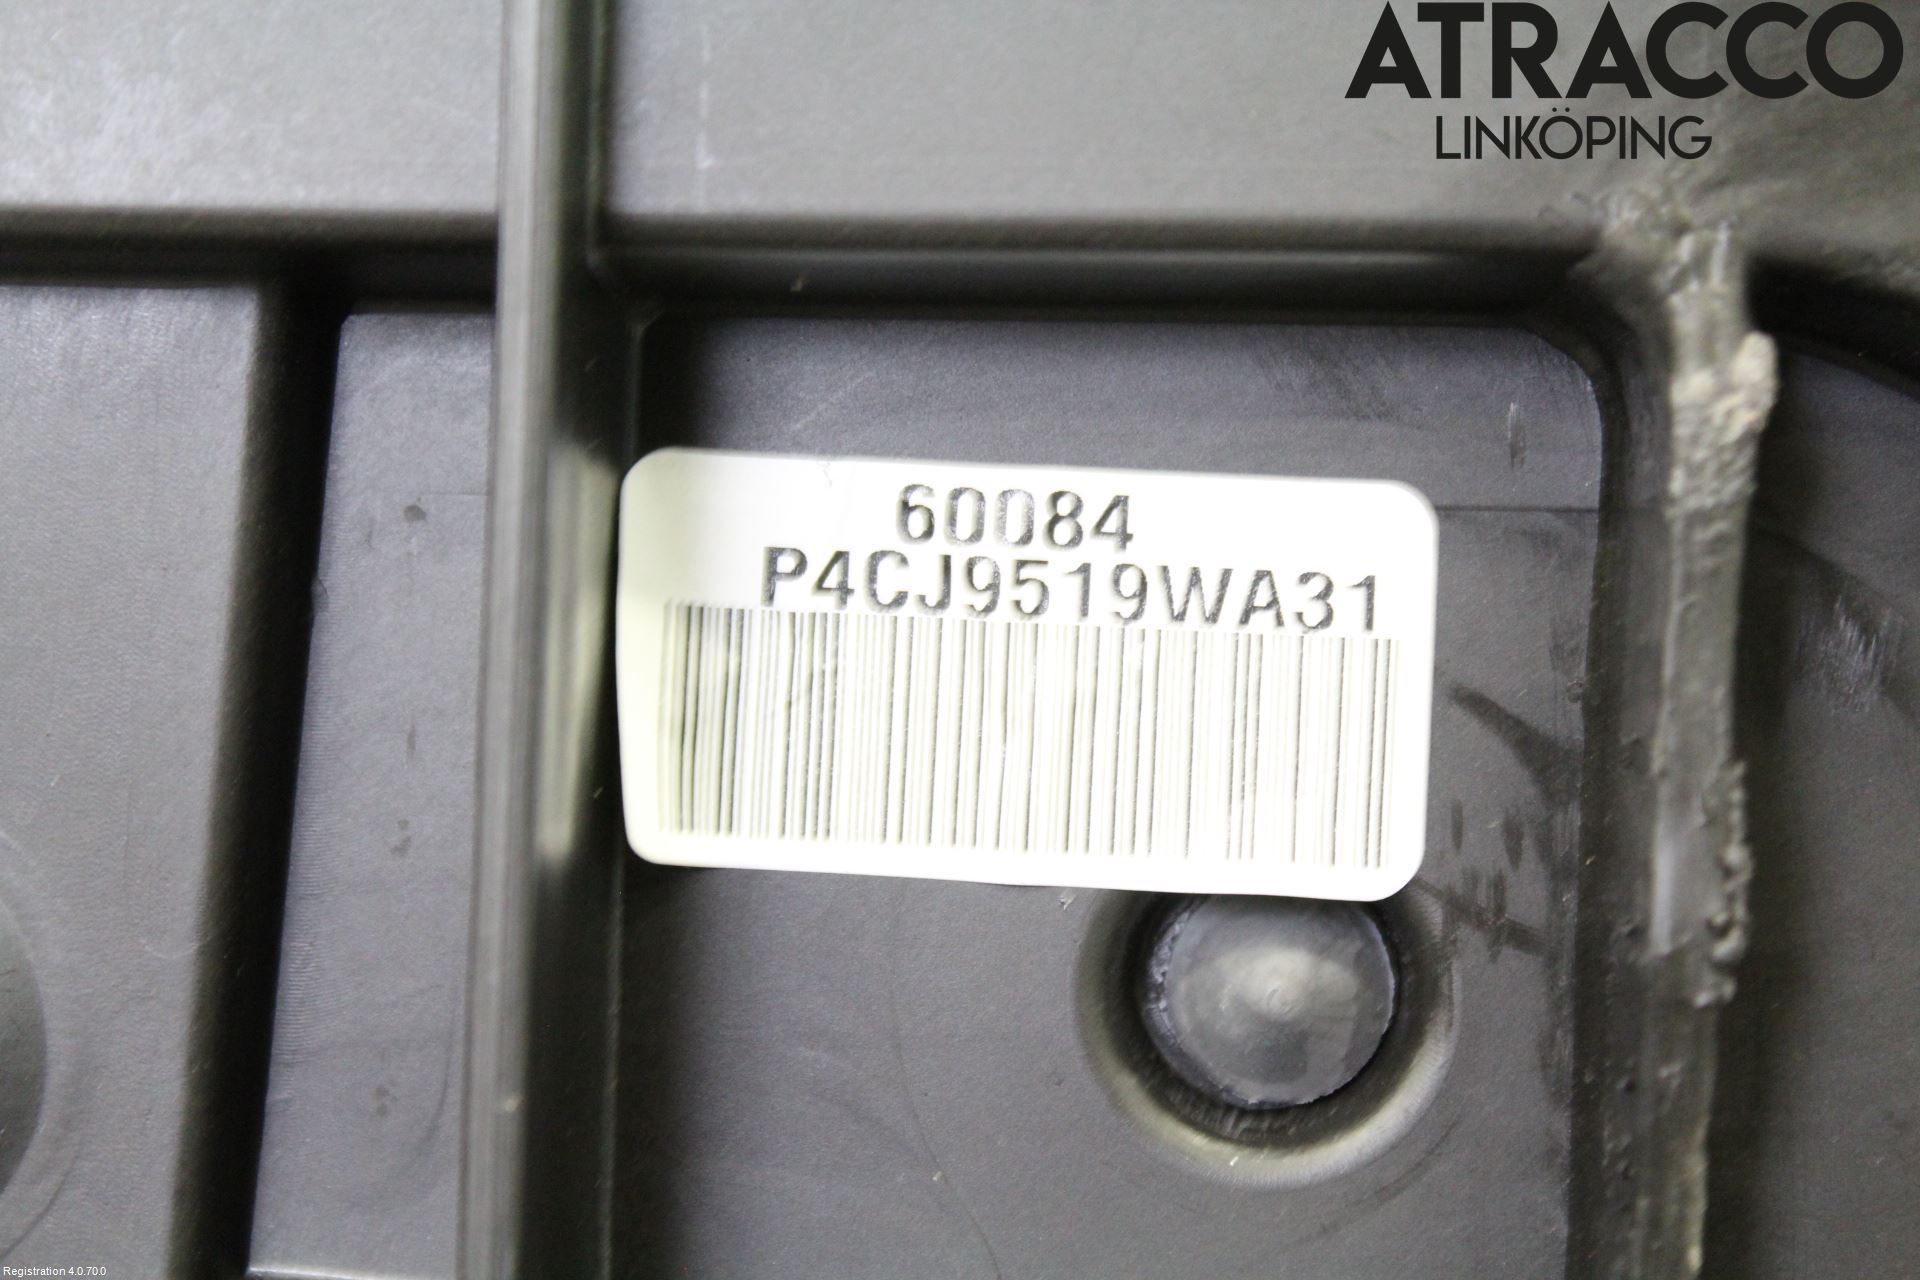 ATRACCO
LINKÖPING
60084
P4CJ9519WA31
Registration 4.0.70.0